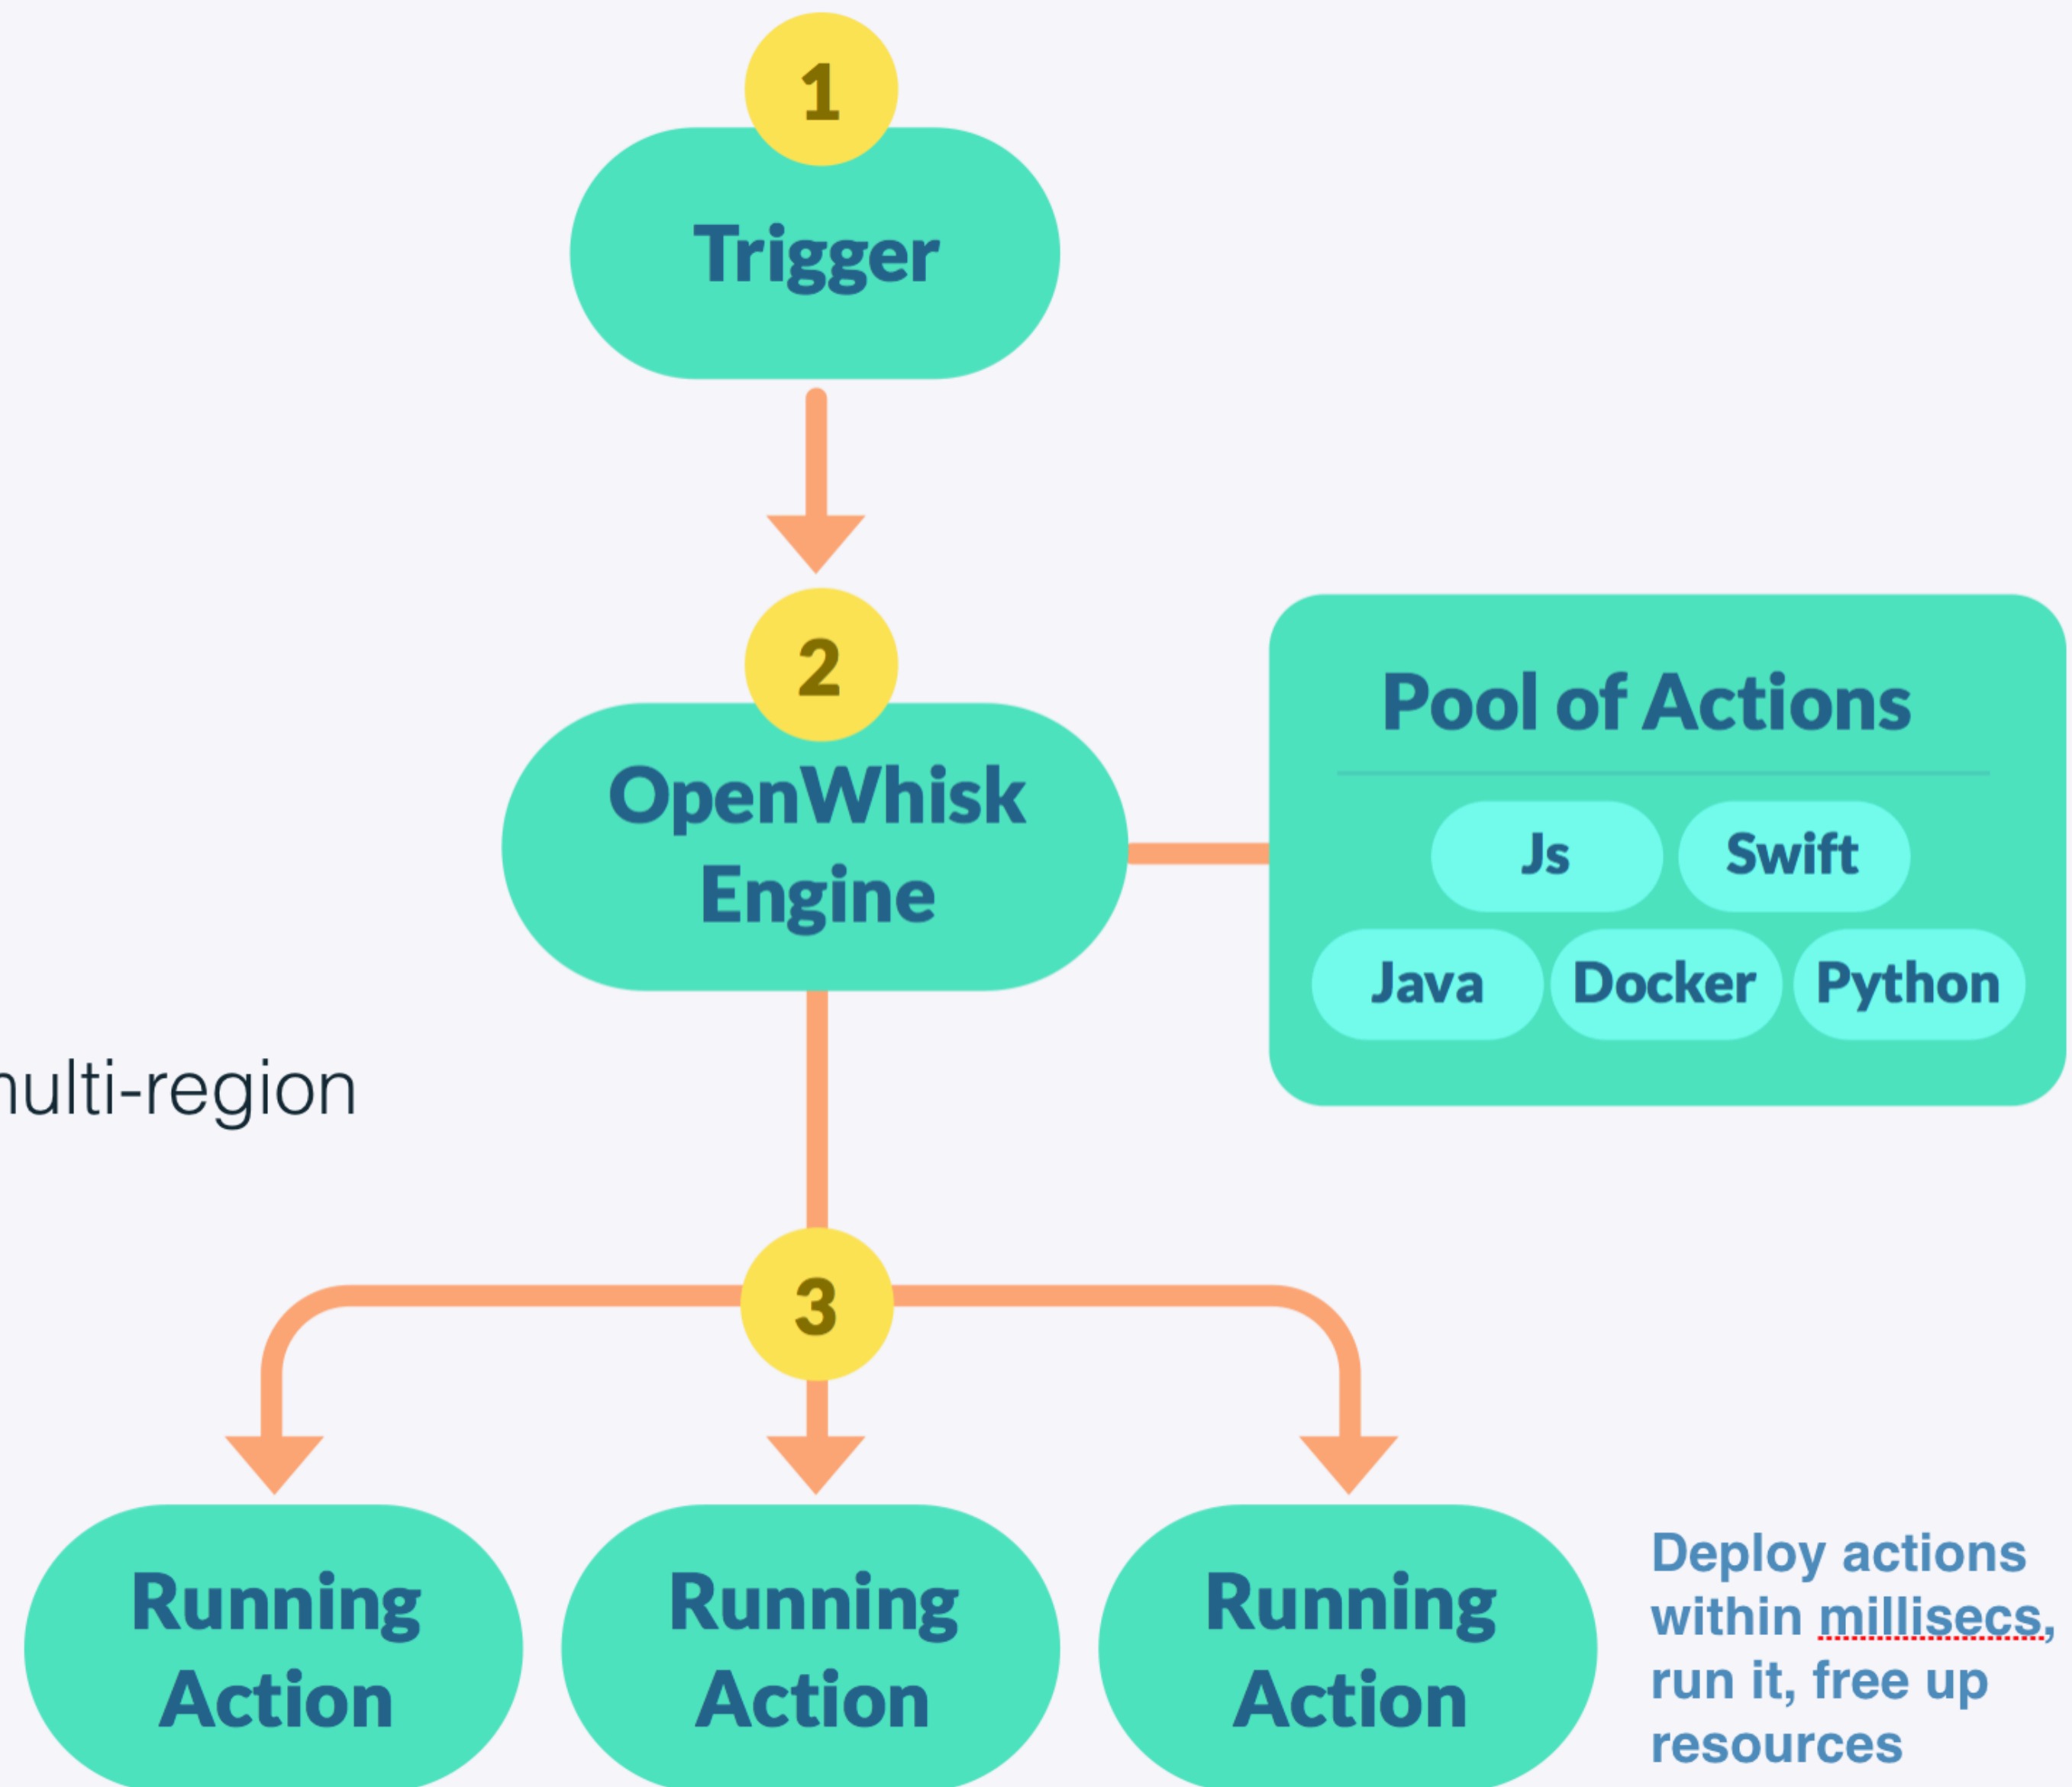 1
Trigger
2
OpenWhisk
Engine
Pool of Actions
Js Swift
Java Docker Python
multi-region
3
Running
Action
Running
Action
Running
Action
Deploy actions
within millisecs,
run it, free up
resources